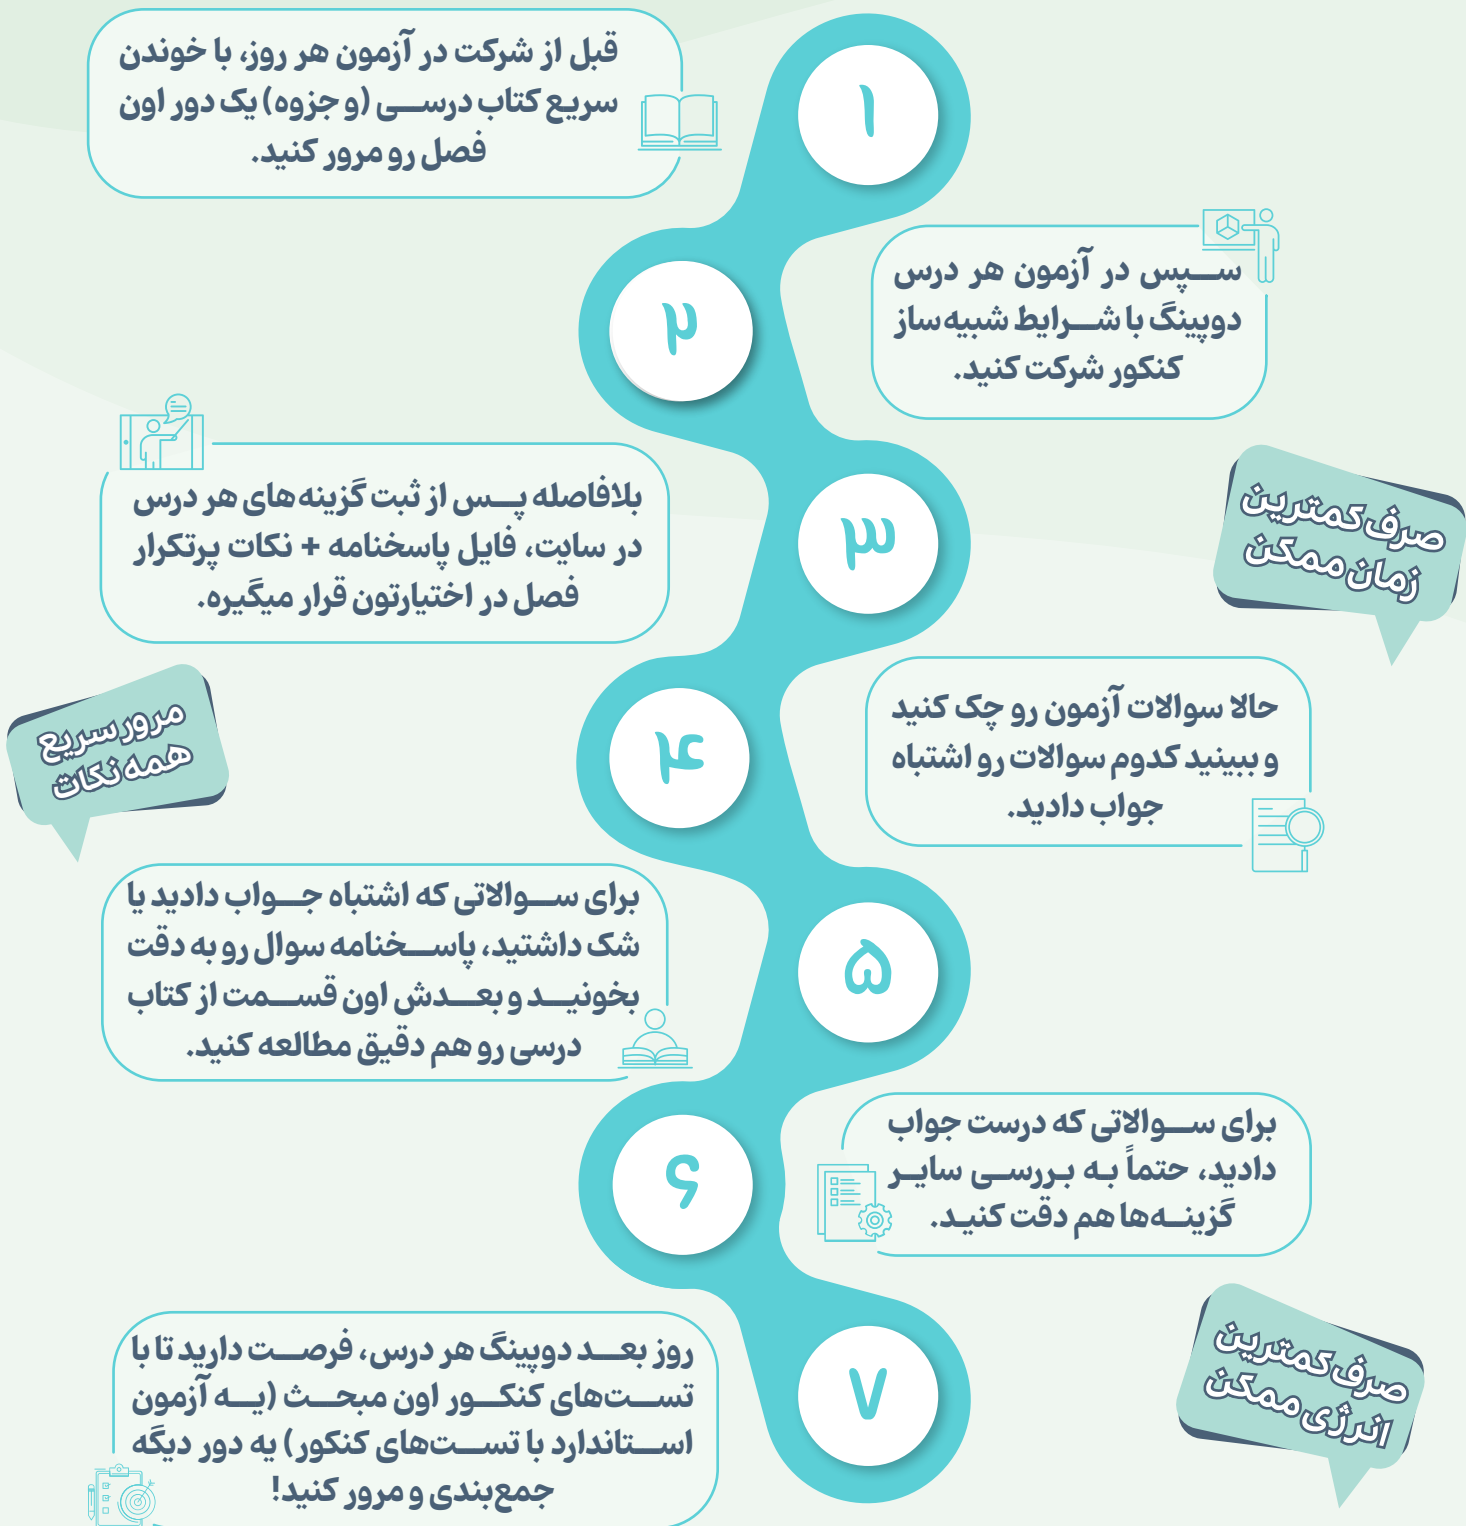 ۱
قبل از شرکت در آزمون هر روز، با خوندن
سریع کتاب درسی (و جزوه) یک دور اون
فصل رو مرور کنید.
۲
سپس در آزمون هر درس
دوپینگ با شرایط شبیه‌ساز
کنکور شرکت کنید.
۳
بلافاصله پس از ثبت گزینه‌های هر درس
در سایت، فایل پاسخنامه + نکات پرتکرار
فصل در اختیارتون قرار میگیره.
صرف کمترین
زمان ممکن
۴
حالا سوالات آزمون رو چک کنید
و ببینید کدوم سوالات رو اشتباه
جواب دادید.
مرور سریع
همه نکات
۵
برای سوالاتی که اشتباه جواب دادید یا
شک داشتید، پاسخنامه سوال رو به دقت
بخونید و بعدش اون قسمت از کتاب
درسی رو هم دقیق مطالعه کنید.
۶
برای سوالاتی که درست جواب
دادید، حتماً به بررسی سایر
گزینه‌ها هم دقت کنید.
۷
روز بعد دوپینگ هر درس، فرصت دارید تا با
تست‌های کنکور اون مبحث (یه آزمون
استاندارد با تست‌های کنکور) یه دور دیگه
جمع‌بندی و مرور کنید!
صرف کمترین
انرژی ممکن